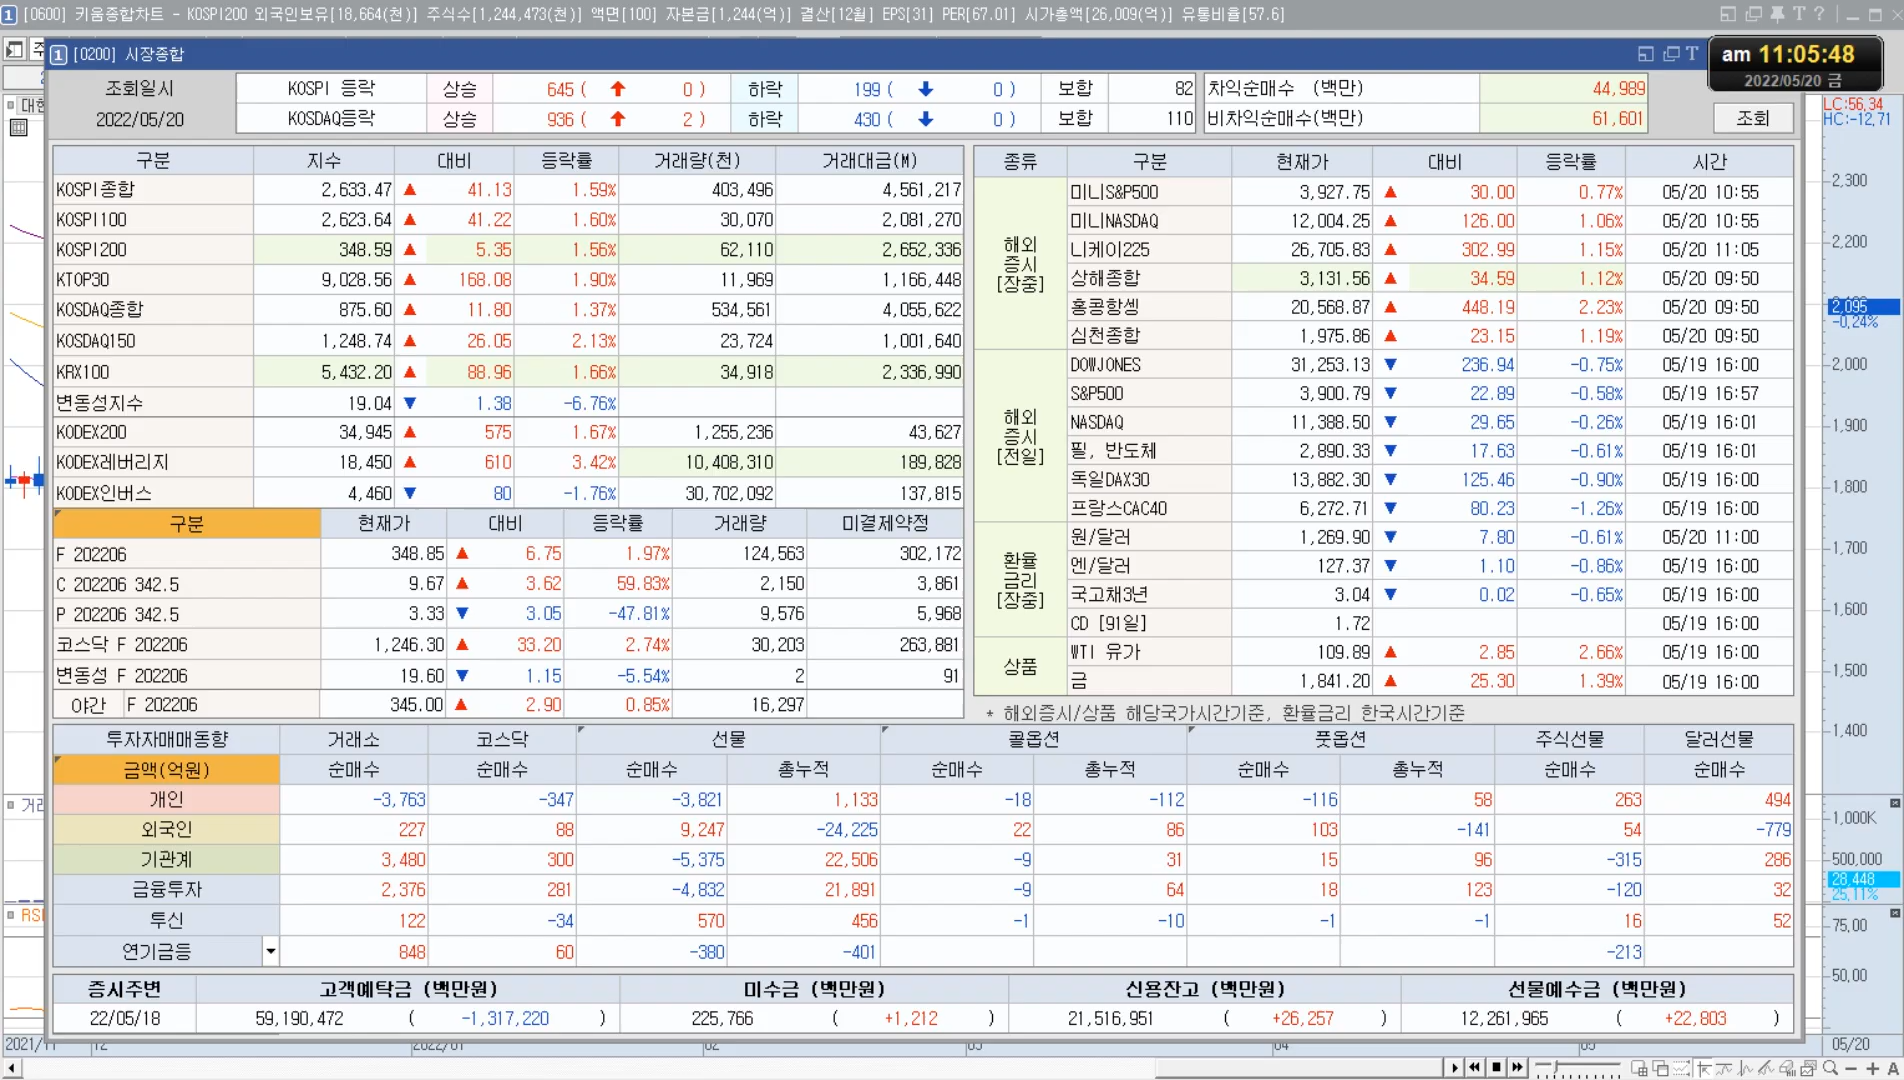 1 [0600] 키움종합차트 - KOSPI200 외국인보유[18,664(천)] 주식수[1,244,473(천)] 액면[100] 자본금[1,244(억)] 결산[12월] EPS[31] PER[67.01] 시가총액[26,009(억)] 유통비율[57.6]
1 [0200] 시장종합
am 11:05:48
2022/05/20 금
조회일시 KOSPI 등락 상승 645 ( 0 ) 하락 199 ( 0 ) 보합 82 차익순매수 (백만) 44,989
2022/05/20 KOSDAQ등락 상승 936 ( 2 ) 하락 430 ( 0 ) 보합 110 비차익순매수(백만) 61,601 조회
구분 지수 대비 등락률 거래량(천) 거래대금(M)
KOSPI종합 2,633.47 ▲ 41.13 1.59% 403,496 4,561,217
KOSPI100 2,623.64 ▲ 41.22 1.60% 30,070 2,081,270
KOSPI200 348.59 ▲ 5.35 1.56% 62,110 2,652,336
KTOP30 9,028.56 ▲ 168.08 1.90% 11,969 1,166,448
KOSDAQ종합 875.60 ▲ 11.80 1.37% 534,561 4,055,622
KOSDAQ150 1,248.74 ▲ 26.05 2.13% 23,724 1,001,640
KRX100 5,432.20 ▲ 88.96 1.66% 34,918 2,336,990
변동성지수 19.04 ▼ 1.38 -6.76%
KODEX200 34,945 ▲ 575 1.67% 1,255,236 43,627
KODEX레버리지 18,450 ▲ 610 3.42% 10,408,310 189,828
KODEX인버스 4,460 ▼ 80 -1.76% 30,702,092 137,815
구분 현재가 대비 등락률 거래량 미결제약정
F 202206 348.85 ▲ 6.75 1.97% 124,563 302,172
C 202206 342.5 9.67 ▲ 3.62 59.83% 2,150 3,861
P 202206 342.5 3.33 ▼ 3.05 -47.81% 9,576 5,968
코스닥 F 202206 1,246.30 ▲ 33.20 2.74% 30,203 263,881
변동성 F 202206 19.60 ▼ 1.15 -5.54% 2 91
야간 F 202206 345.00 ▲ 2.90 0.85% 16,297
종류 구분 현재가 대비 등락률 시간
해외 증시 [장중]
미니S&P500 3,927.75 ▲ 30.00 0.77% 05/20 10:55
미니NASDAQ 12,004.25 ▲ 126.00 1.06% 05/20 10:55
니케이225 26,705.83 ▲ 302.99 1.15% 05/20 11:05
상해종합 3,131.56 ▲ 34.59 1.12% 05/20 09:50
홍콩항셍 20,568.87 ▲ 448.19 2.23% 05/20 09:50
심천종합 1,975.86 ▲ 23.15 1.19% 05/20 09:50
해외 증시 [전일]
DOWJONES 31,253.13 ▼ 236.94 -0.75% 05/19 16:00
S&P500 3,900.79 ▼ 22.89 -0.58% 05/19 16:57
NASDAQ 11,388.50 ▼ 29.65 -0.26% 05/19 16:01
필, 반도체 2,890.33 ▼ 17.63 -0.61% 05/19 16:01
독일DAX30 13,882.30 ▼ 125.46 -0.90% 05/19 16:00
프랑스CAC40 6,272.71 ▼ 80.23 -1.26% 05/19 16:00
환율 금리 [장중]
원/달러 1,269.90 ▼ 7.80 -0.61% 05/20 11:00
엔/달러 127.37 ▼ 1.10 -0.86% 05/19 16:00
국고채3년 3.04 ▼ 0.02 -0.65% 05/19 16:00
CD [91일] 1.72 05/19 16:00
상품
WTI 유가 109.89 ▲ 2.85 2.66% 05/19 16:00
금 1,841.20 ▲ 25.30 1.39% 05/19 16:00
* 해외증시/상품 해당국가시간기준, 환율금리 한국시간기준
투자자매매동향 거래소 코스닥 선물 콜옵션 풋옵션 주식선물 달러선물
금액(억원) 순매수 순매수 순매수 총누적 순매수 총누적 순매수 총누적 순매수 순매수
개인 -3,763 -347 -3,821 1,133 -18 -112 -116 58 263 494
외국인 227 88 9,247 -24,225 22 86 103 -141 54 -779
기관계 3,480 300 -5,375 22,506 -9 31 15 96 -315 286
금융투자 2,376 281 -4,832 21,891 -9 64 18 123 -120 32
투신 122 -34 570 456 -1 -10 -1 -1 16 52
연기금등 848 60 -380 -401 -213
증시주변 고객예탁금 (백만원) 미수금 (백만원) 신용잔고 (백만원) 선물예수금 (백만원)
22/05/18 59,190,472 ( -1,317,220 ) 225,766 ( +1,212 ) 21,516,951 ( +26,257 ) 12,261,965 ( +22,803 )
LC:56,34
HC:-12,71
2,300
2,200
2,095
-0,24%
2,000
1,900
1,800
1,700
1,600
1,500
1,400
1,000K
500,000
28,448
25,11%
75,00
50,00
05/20